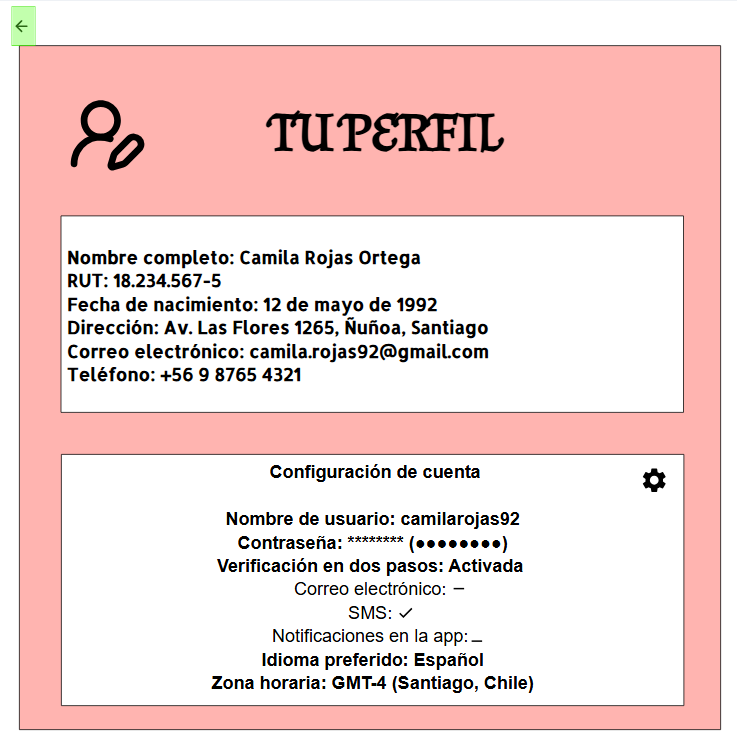 TU PERFIL
Nombre completo: Camila Rojas Ortega
RUT: 18.234.567-5
Fecha de nacimiento: 12 de mayo de 1992
Dirección: Av. Las Flores 1265, Ñuñoa, Santiago
Correo electrónico: camila.rojas92@gmail.com
Teléfono: +56 9 8765 4321
Configuración de cuenta
Nombre de usuario: camilarojas92
Contraseña: ******** (●●●●●●●●)
Verificación en dos pasos: Activada
Correo electrónico: –
SMS: ✓
Notificaciones en la app: _
Idioma preferido: Español
Zona horaria: GMT-4 (Santiago, Chile)